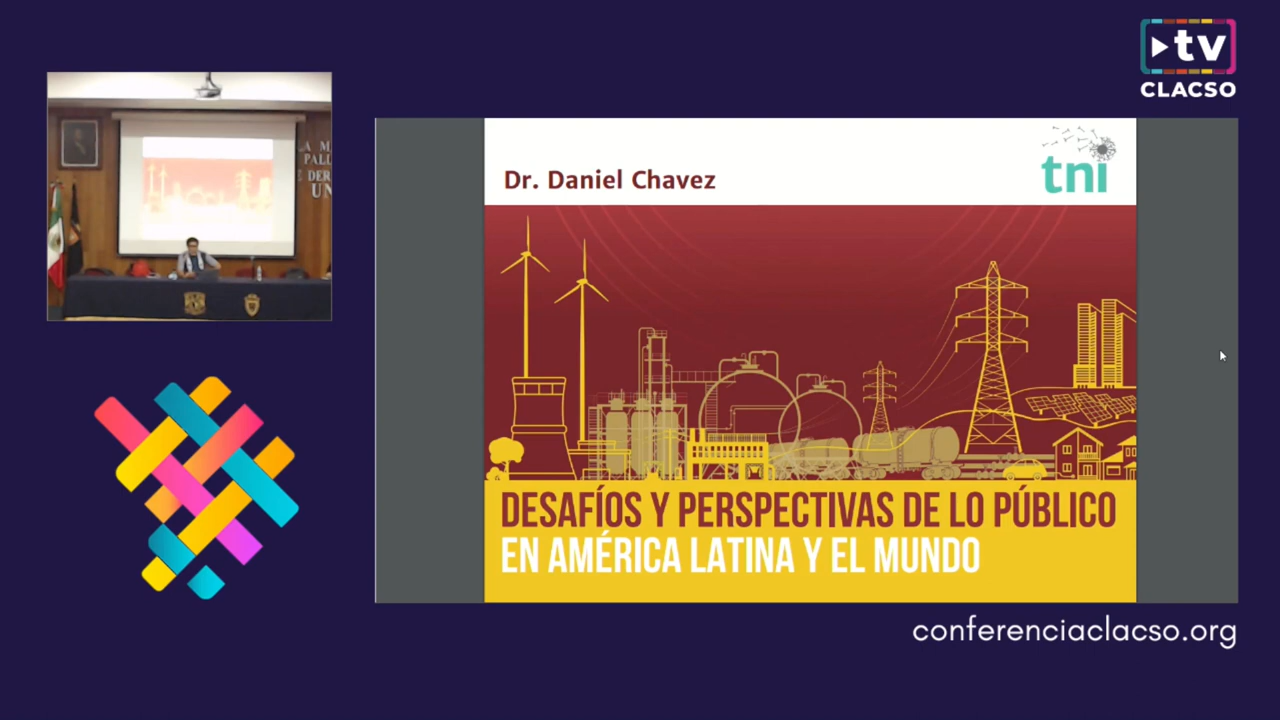 tv
CLACSO
Dr. Daniel Chavez
tni
DESAFÍOS Y PERSPECTIVAS DE LO PÚBLICO
EN AMÉRICA LATINA Y EL MUNDO
conferenciaclacso.org